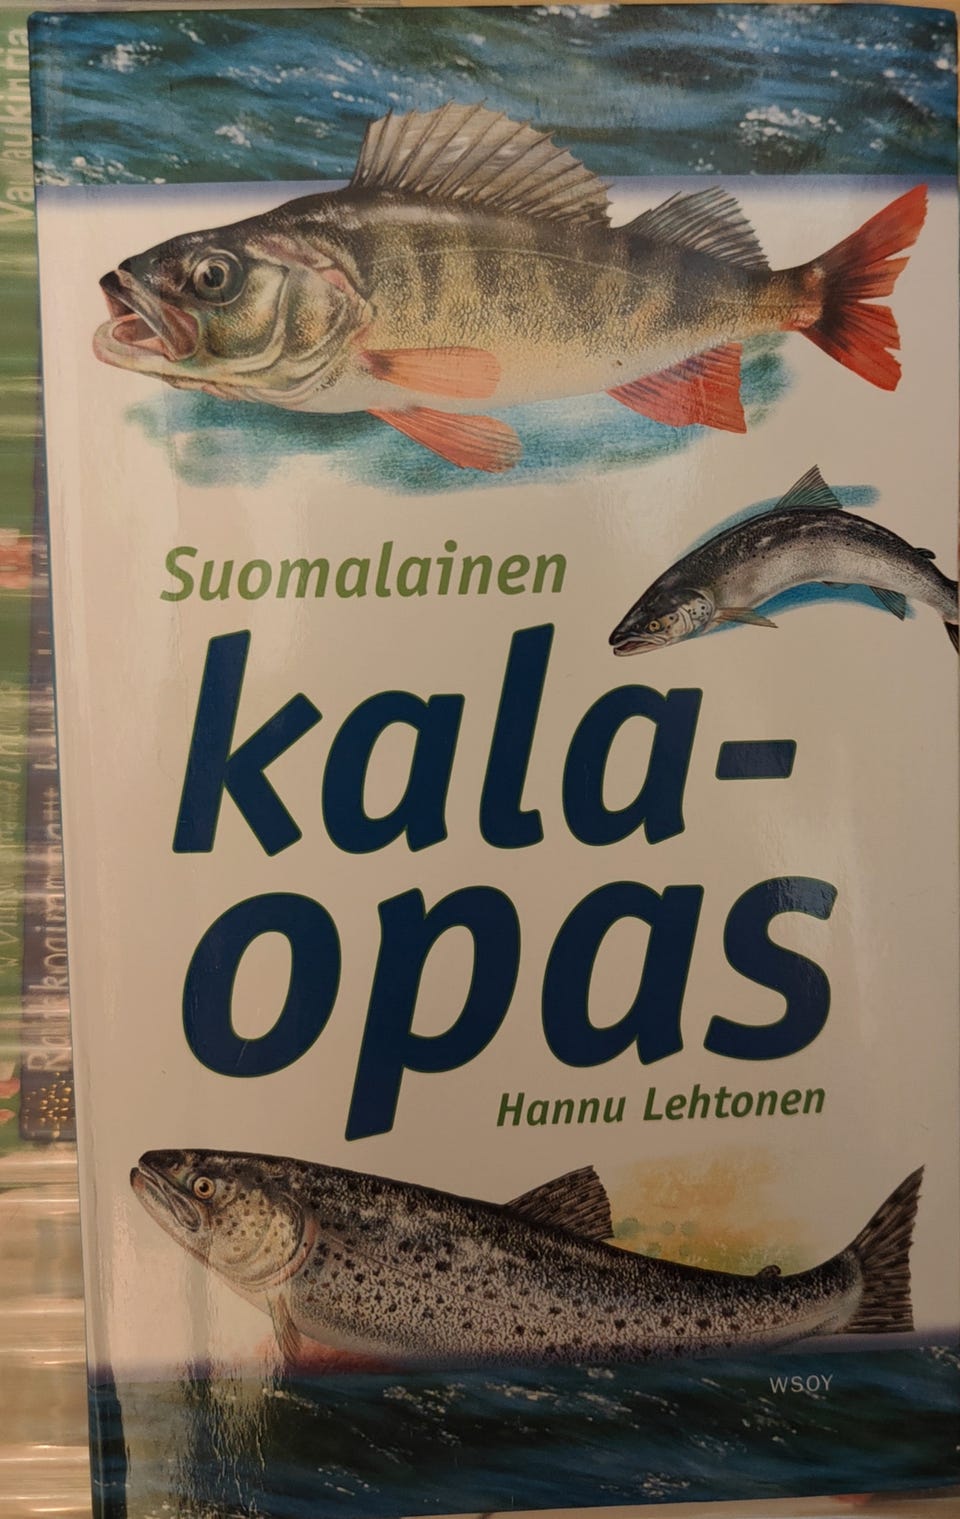 Suomalainen
kala-
opas
Hannu Lehtonen
WSOY